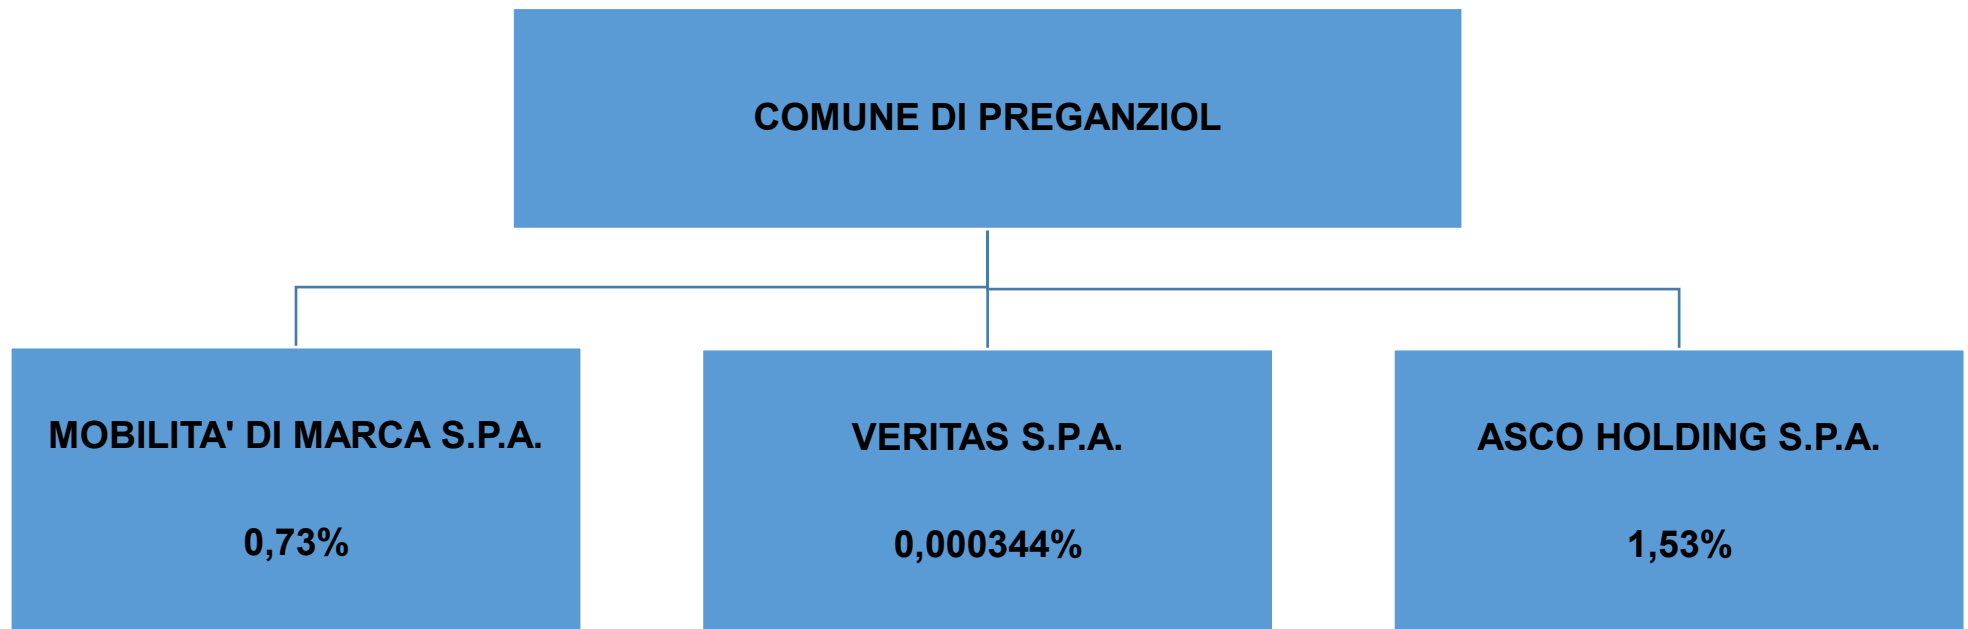 COMUNE DI PREGANZIOL
MOBILITA' DI MARCA S.P.A.
0,73%
VERITAS S.P.A.
0,000344%
ASCO HOLDING S.P.A.
1,53%